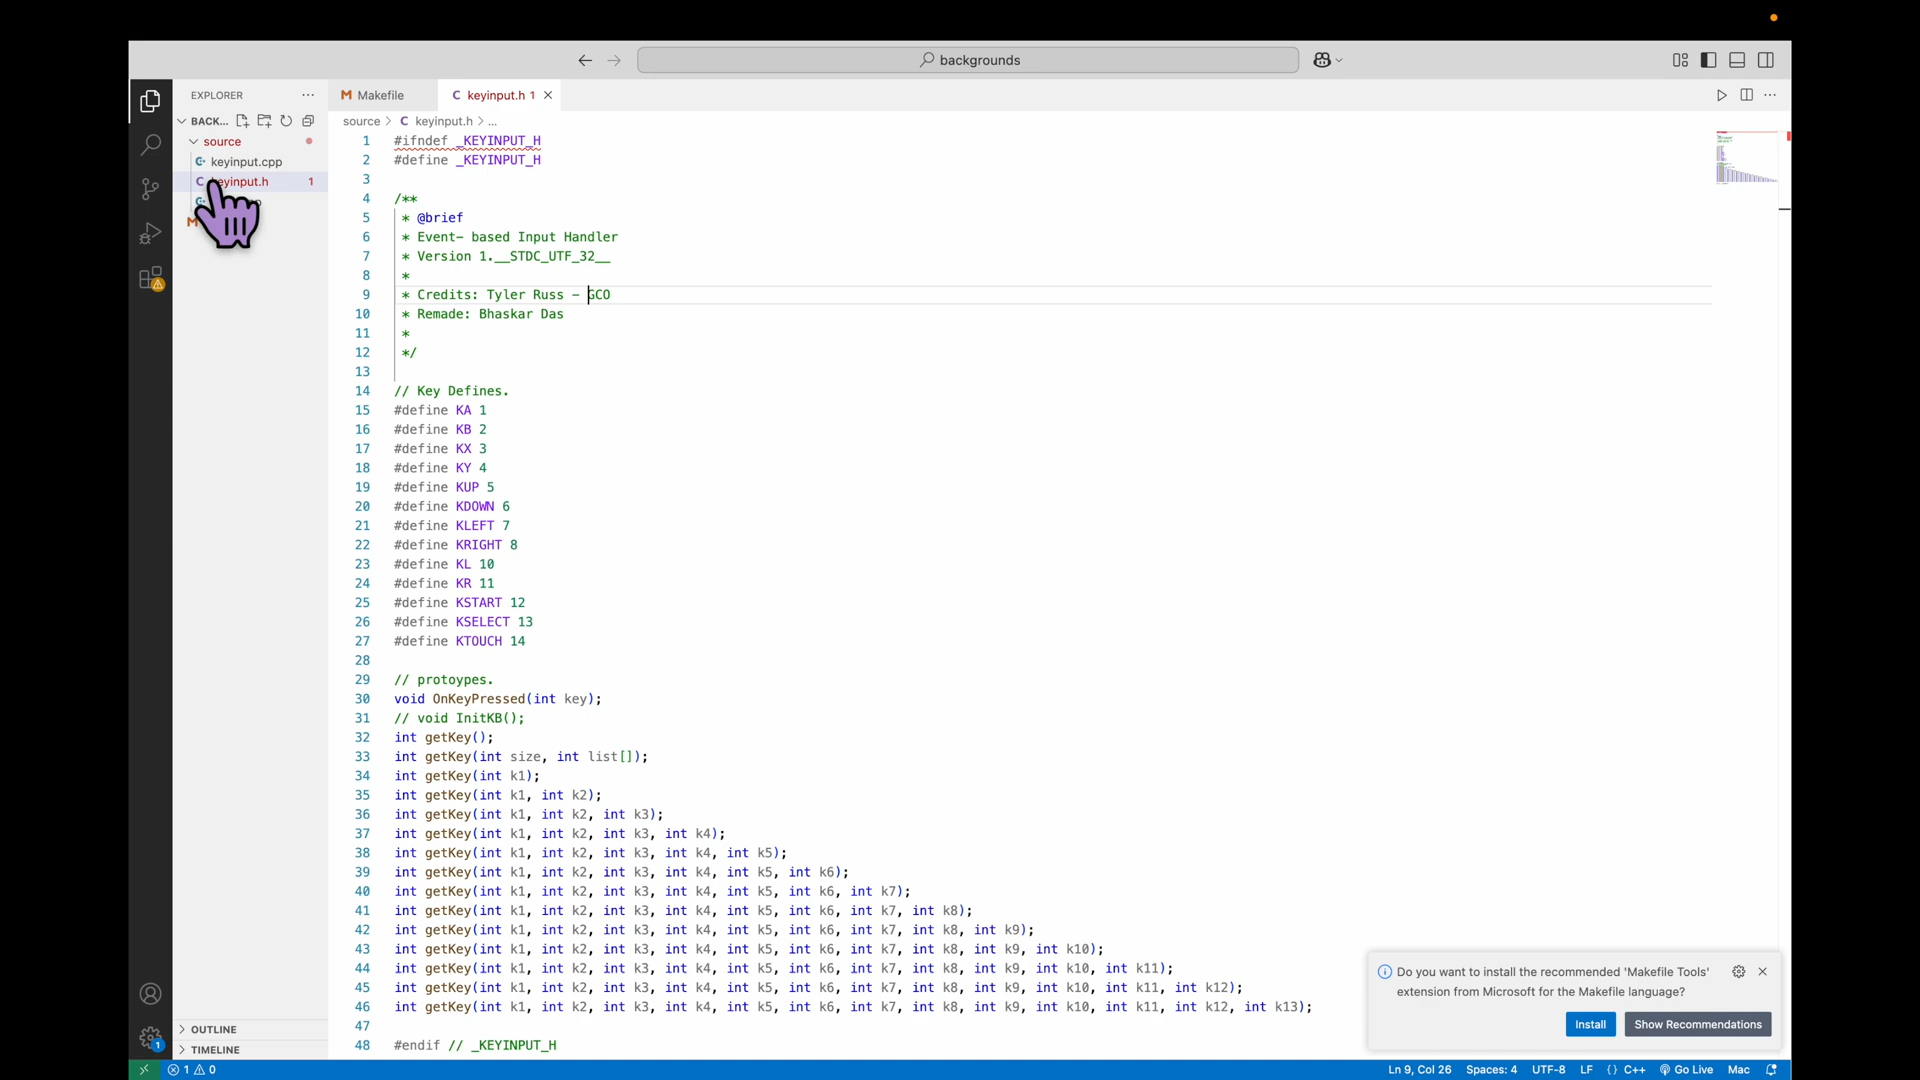 backgrounds
EXPLORER
BACK...
source
keyinput.cpp
keyinput.h 1
Makefile
keyinput.h 1
source > C keyinput.h > ...
1 #ifndef _KEYINPUT_H
2 #define _KEYINPUT_H
3
4 /**
5 * @brief
6 * Event- based Input Handler
7 * Version 1.__STDC_UTF_32__
8 *
9 * Credits: Tyler Russ - GCO
10 * Remade: Bhaskar Das
11 *
12 */
13
14 // Key Defines.
15 #define KA 1
16 #define KB 2
17 #define KX 3
18 #define KY 4
19 #define KUP 5
20 #define KDOWN 6
21 #define KLEFT 7
22 #define KRIGHT 8
23 #define KL 10
24 #define KR 11
25 #define KSTART 12
26 #define KSELECT 13
27 #define KTOUCH 14
28
29 // protoypes.
30 void OnKeyPressed(int key);
31 // void InitKB();
32 int getKey();
33 int getKey(int size, int list[]);
34 int getKey(int k1);
35 int getKey(int k1, int k2);
36 int getKey(int k1, int k2, int k3);
37 int getKey(int k1, int k2, int k3, int k4);
38 int getKey(int k1, int k2, int k3, int k4, int k5);
39 int getKey(int k1, int k2, int k3, int k4, int k5, int k6);
40 int getKey(int k1, int k2, int k3, int k4, int k5, int k6, int k7);
41 int getKey(int k1, int k2, int k3, int k4, int k5, int k6, int k7, int k8);
42 int getKey(int k1, int k2, int k3, int k4, int k5, int k6, int k7, int k8, int k9);
43 int getKey(int k1, int k2, int k3, int k4, int k5, int k6, int k7, int k8, int k9, int k10);
44 int getKey(int k1, int k2, int k3, int k4, int k5, int k6, int k7, int k8, int k9, int k10, int k11);
45 int getKey(int k1, int k2, int k3, int k4, int k5, int k6, int k7, int k8, int k9, int k10, int k11, int k12);
46 int getKey(int k1, int k2, int k3, int k4, int k5, int k6, int k7, int k8, int k9, int k10, int k11, int k12, int k13);
47
48 #endif // _KEYINPUT_H
Do you want to install the recommended 'Makefile Tools'
extension from Microsoft for the Makefile language?
Install
Show Recommendations
OUTLINE
TIMELINE
1
1 0
Ln 9, Col 26 Spaces: 4 UTF-8 LF {} C++ Go Live Mac